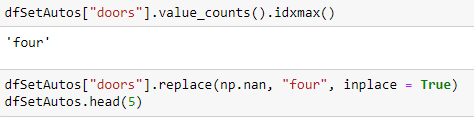 dfSetAutos["doors"].value_counts().idxmax()
'four'
dfSetAutos["doors"].replace(np.nan, "four", inplace = True)
dfSetAutos.head(5)